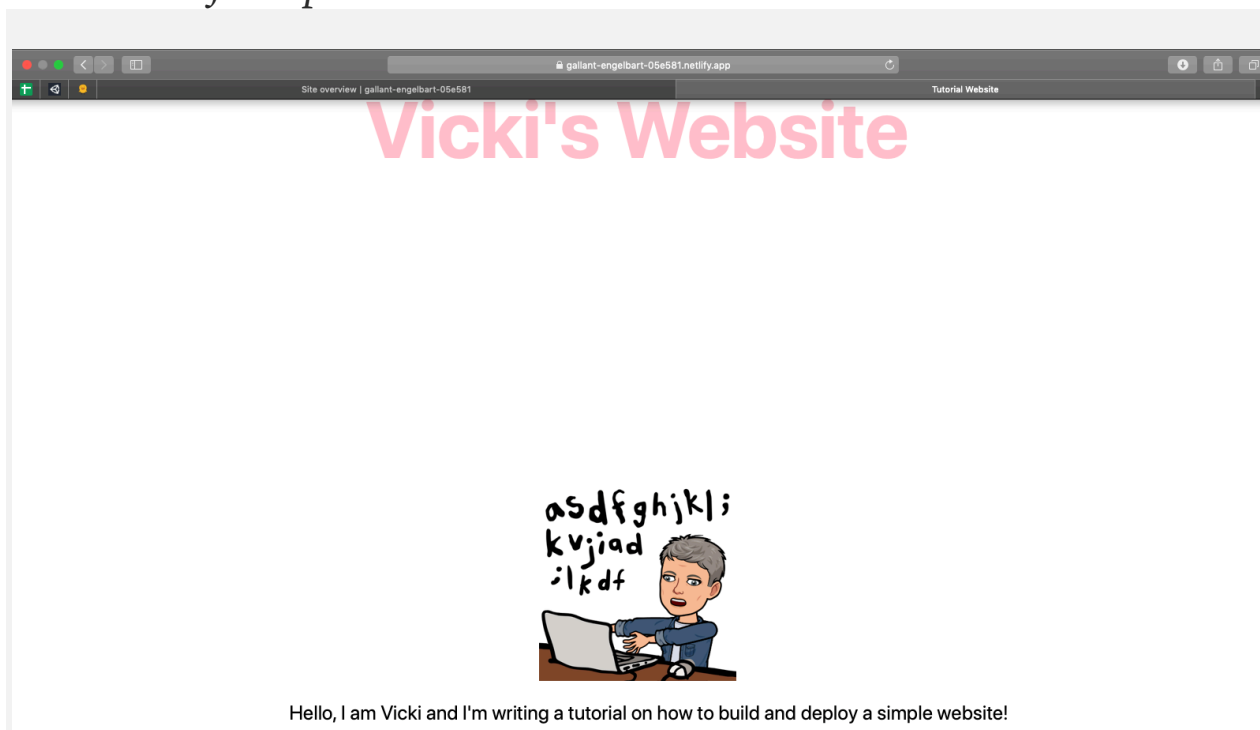 gallant-engelbart-05e581.netlify.app
Site overview | gallant-engelbart-05e581
Tutorial Website
Vicki's Website
asdfghjkl;
kvjiad
;lkdf
Hello, I am Vicki and I'm writing a tutorial on how to build and deploy a simple website!